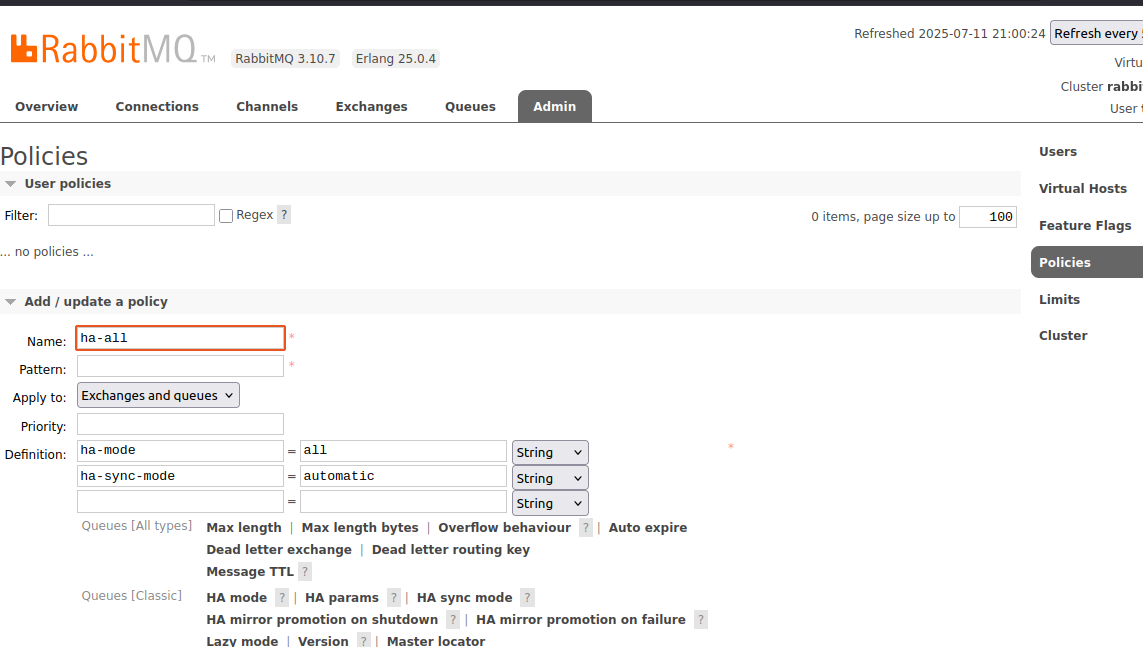 Refreshed 2025-07-11 21:00:24 Refresh every
RabbitMQ TM RabbitMQ 3.10.7 Erlang 25.0.4
Virtu
Cluster rabbi
User
Overview Connections Channels Exchanges Queues Admin
Policies
User policies
Filter: Regex ? 0 items, page size up to 100
... no policies ...
Add / update a policy
Name: ha-all *
Pattern: *
Apply to: Exchanges and queues
Priority:
Definition: ha-mode = all String *
ha-sync-mode = automatic String
= String
Queues [All types] Max length | Max length bytes | Overflow behaviour ? | Auto expire
Dead letter exchange | Dead letter routing key
Message TTL ?
Queues [Classic] HA mode ? | HA params ? | HA sync mode ?
HA mirror promotion on shutdown ? | HA mirror promotion on failure ?
Lazy mode | Version ? | Master locator
Users
Virtual Hosts
Feature Flags
Policies
Limits
Cluster